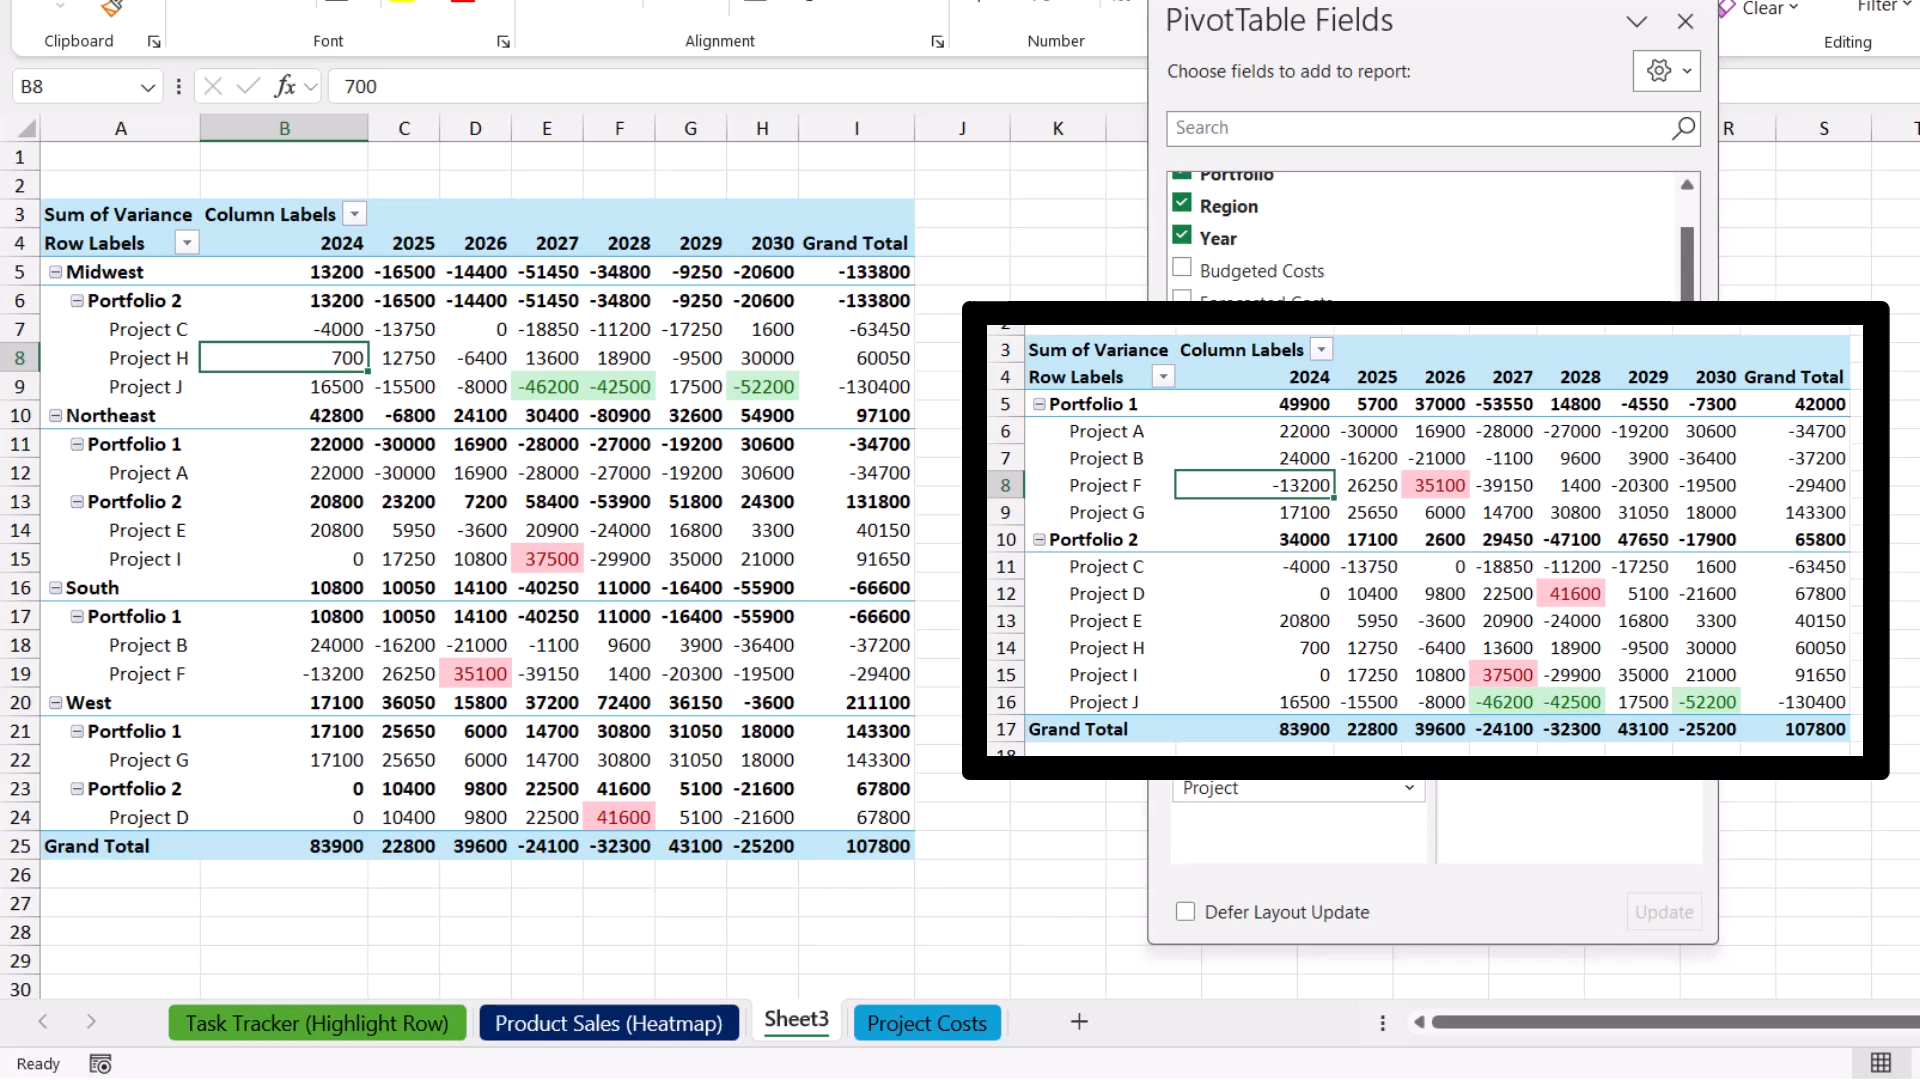 Clear
Filter
Clipboard
Font
Alignment
Number
Editing
PivotTable Fields
B8
fx
700
Choose fields to add to report:
Search
A B C D E F G H I J K R S
1
2
3 Sum of Variance Column Labels
4 Row Labels 2024 2025 2026 2027 2028 2029 2030 Grand Total
5 Midwest 13200 -16500 -14400 -51450 -34800 -9250 -20600 -133800
6 Portfolio 2 13200 -16500 -14400 -51450 -34800 -9250 -20600 -133800
7 Project C -4000 -13750 0 -18850 -11200 -17250 1600 -63450
8 Project H 700 12750 -6400 13600 18900 -9500 30000 60050
9 Project J 16500 -15500 -8000 -46200 -42500 17500 -52200 -130400
10 Northeast 42800 -6800 24100 30400 -80900 32600 54900 97100
11 Portfolio 1 22000 -30000 16900 -28000 -27000 -19200 30600 -34700
12 Project A 22000 -30000 16900 -28000 -27000 -19200 30600 -34700
13 Portfolio 2 20800 23200 7200 58400 -53900 51800 24300 131800
14 Project E 20800 5950 -3600 20900 -24000 16800 3300 40150
15 Project I 0 17250 10800 37500 -29900 35000 21000 91650
16 South 10800 10050 14100 -40250 11000 -16400 -55900 -66600
17 Portfolio 1 10800 10050 14100 -40250 11000 -16400 -55900 -66600
18 Project B 24000 -16200 -21000 -1100 9600 3900 -36400 -37200
19 Project F -13200 26250 35100 -39150 1400 -20300 -19500 -29400
20 West 17100 36050 15800 37200 72400 36150 -3600 211100
21 Portfolio 1 17100 25650 6000 14700 30800 31050 18000 143300
22 Project G 17100 25650 6000 14700 30800 31050 18000 143300
23 Portfolio 2 0 10400 9800 22500 41600 5100 -21600 67800
24 Project D 0 10400 9800 22500 41600 5100 -21600 67800
25 Grand Total 83900 22800 39600 -24100 -32300 43100 -25200 107800
26
27
28
29
30
Portfolio
Region
Year
Budgeted Costs
Forecasted Costs
3 Sum of Variance Column Labels
4 Row Labels 2024 2025 2026 2027 2028 2029 2030 Grand Total
5 Portfolio 1 49900 5700 37000 -53550 14800 -4550 -7300 42000
6 Project A 22000 -30000 16900 -28000 -27000 -19200 30600 -34700
7 Project B 24000 -16200 -21000 -1100 9600 3900 -36400 -37200
8 Project F -13200 26250 35100 -39150 1400 -20300 -19500 -29400
9 Project G 17100 25650 6000 14700 30800 31050 18000 143300
10 Portfolio 2 34000 17100 2600 29450 -47100 47650 -17900 65800
11 Project C -4000 -13750 0 -18850 -11200 -17250 1600 -63450
12 Project D 0 10400 9800 22500 41600 5100 -21600 67800
13 Project E 20800 5950 -3600 20900 -24000 16800 3300 40150
14 Project H 700 12750 -6400 13600 18900 -9500 30000 60050
15 Project I 0 17250 10800 37500 -29900 35000 21000 91650
16 Project J 16500 -15500 -8000 -46200 -42500 17500 -52200 -130400
17 Grand Total 83900 22800 39600 -24100 -32300 43100 -25200 107800
Project
Defer Layout Update
Update
Task Tracker (Highlight Row) Product Sales (Heatmap) Sheet3 Project Costs
Ready